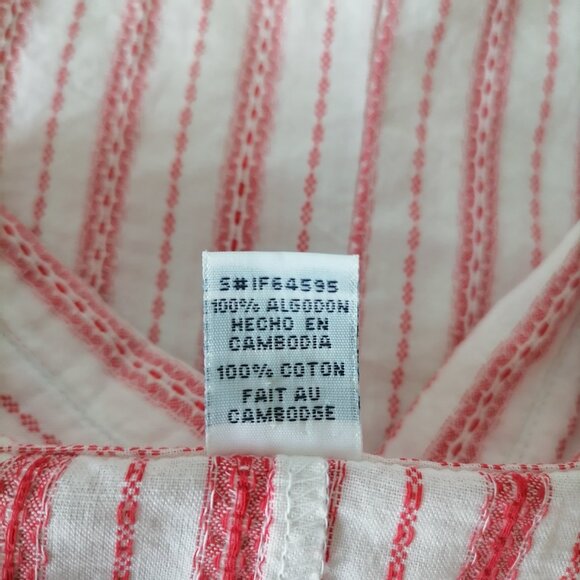 S#IF64595
100% ALGODON
HECHO EN
CAMBODIA
100% COTON
FAIT AU
CAMBODGE